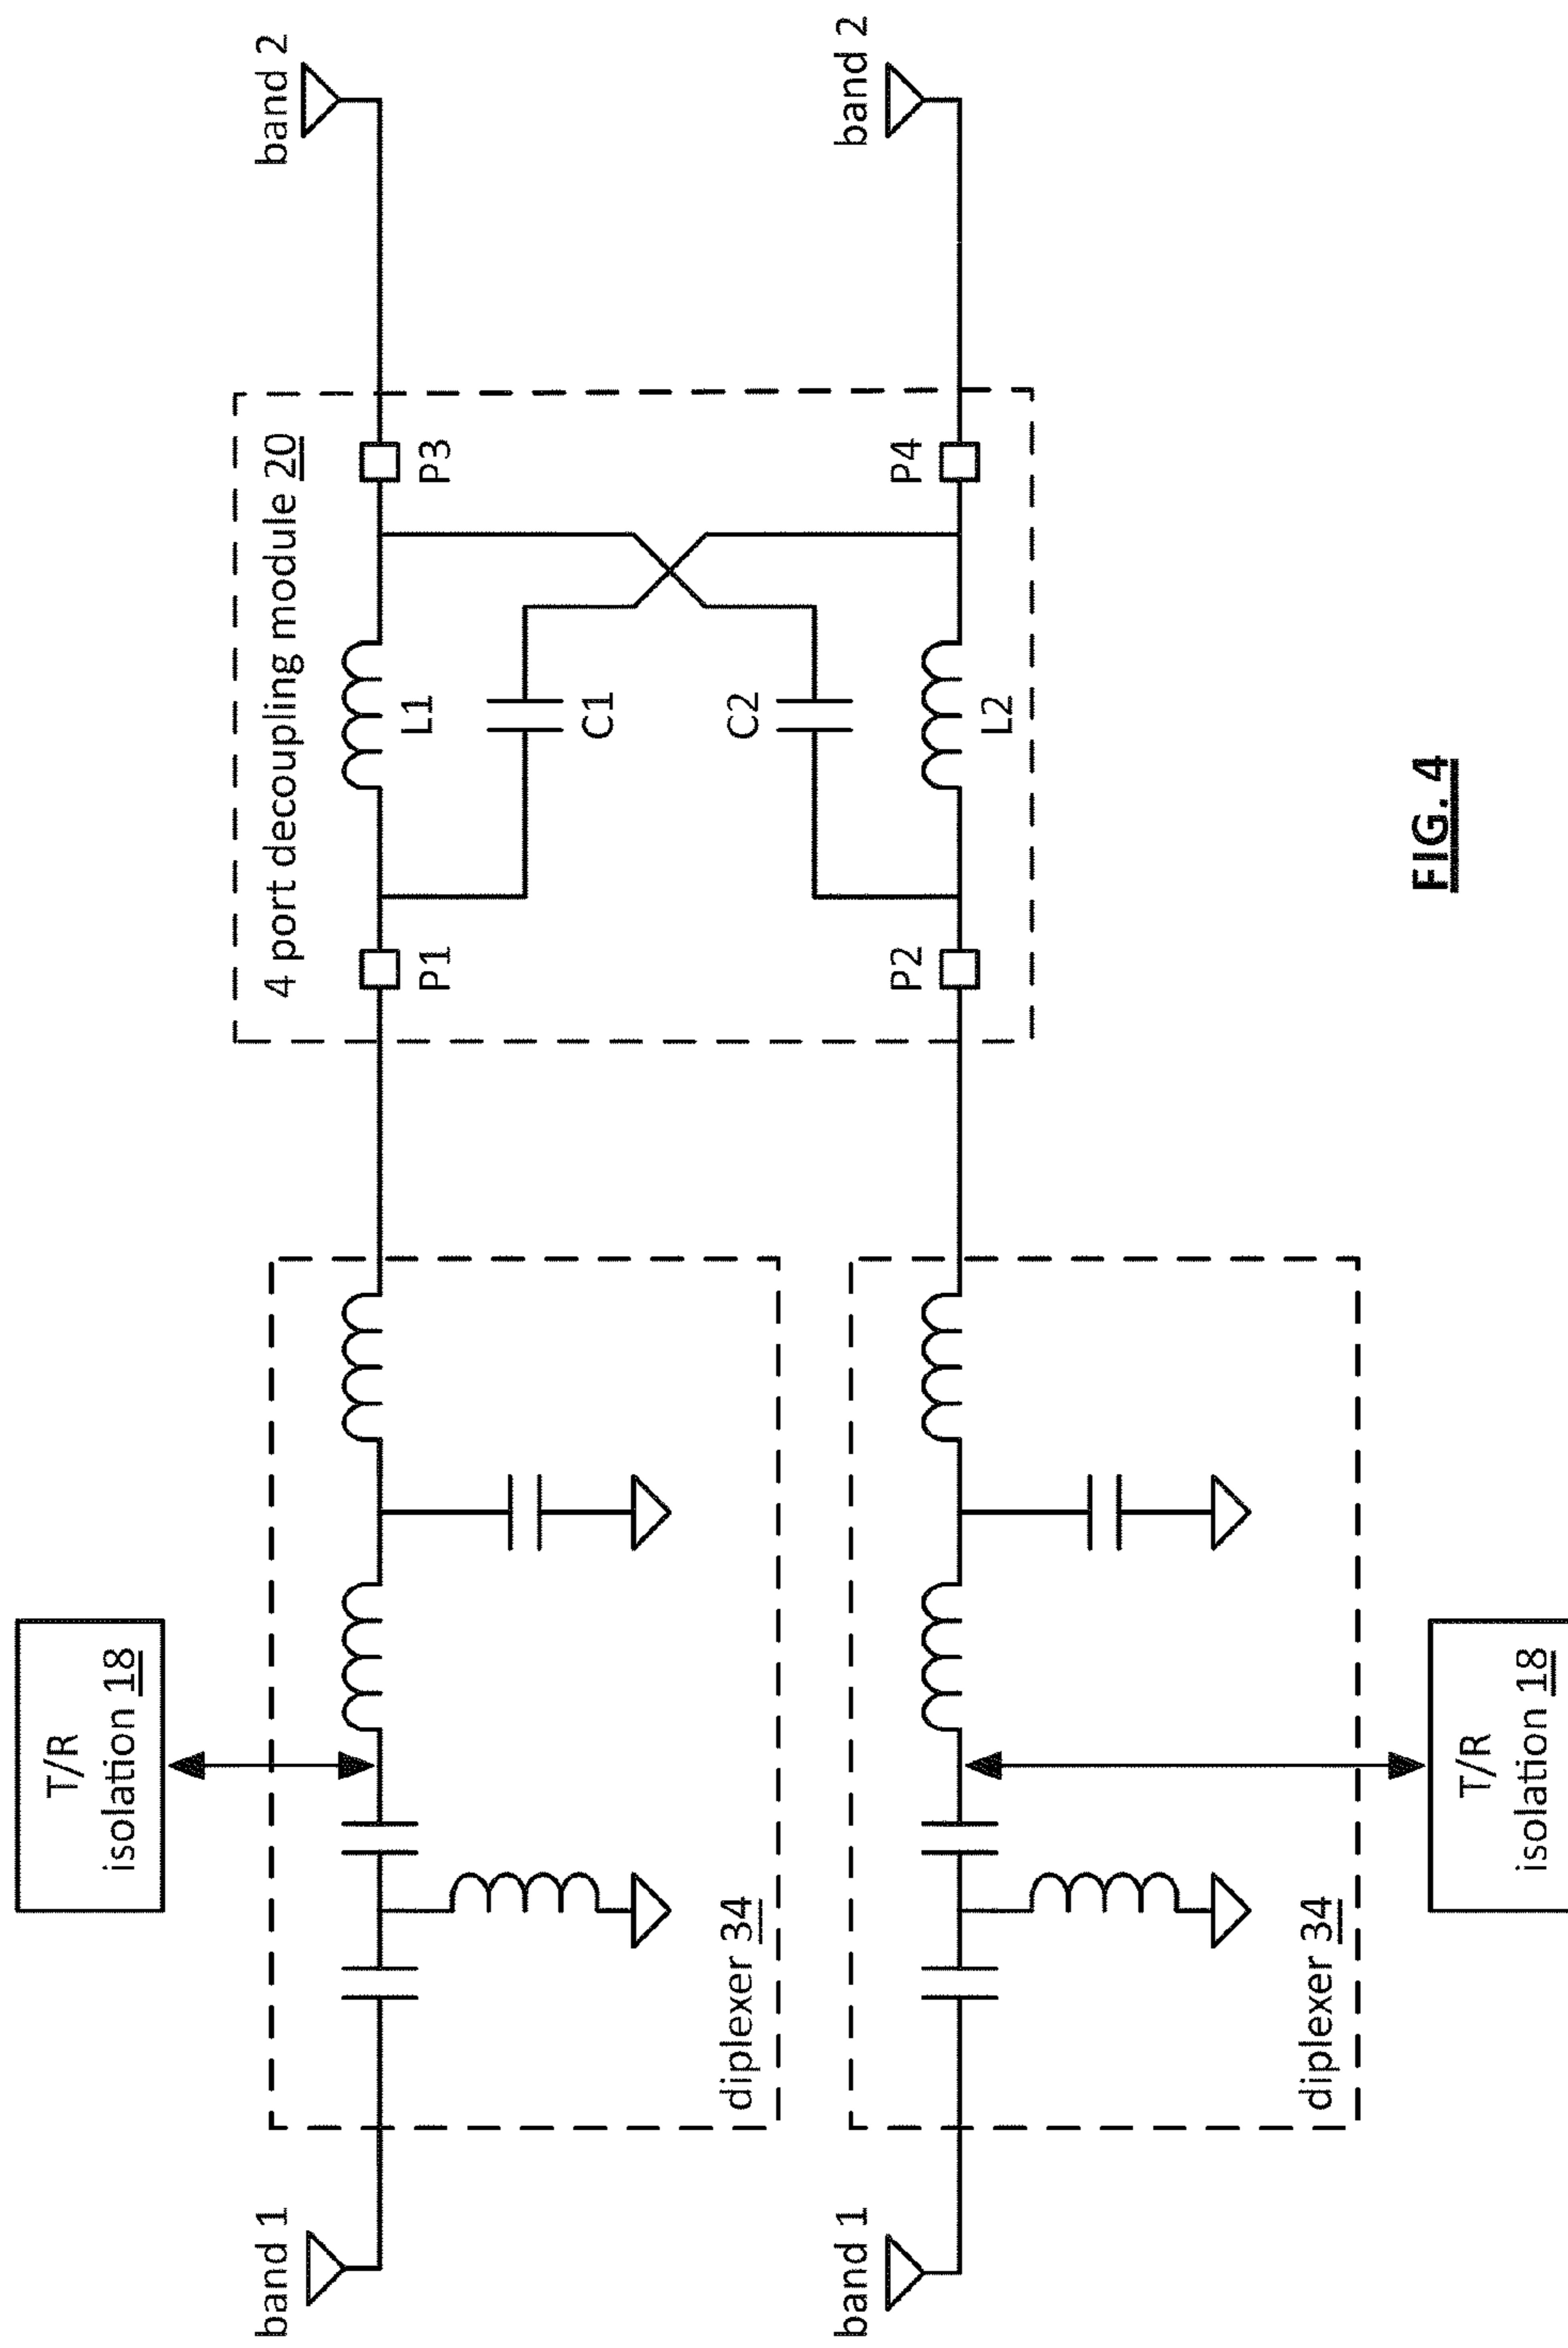 T/R
isolation 18
band 1
band 2
4 port decoupling module 20
P1
L1
P3
C1
diplexer 34
C2
band 1
band 2
P2
P4
L2
diplexer 34
T/R
isolation 18
FIG. 4